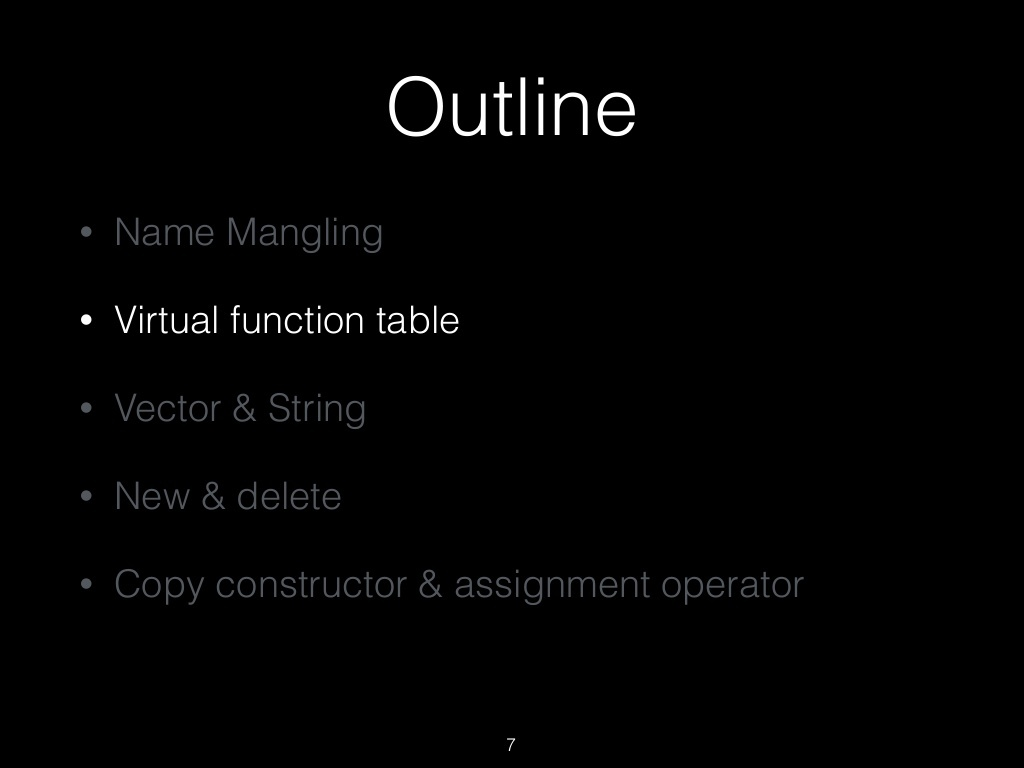 Outline
• Name Mangling
• Virtual function table
• Vector & String
• New & delete
• Copy constructor & assignment operator
7